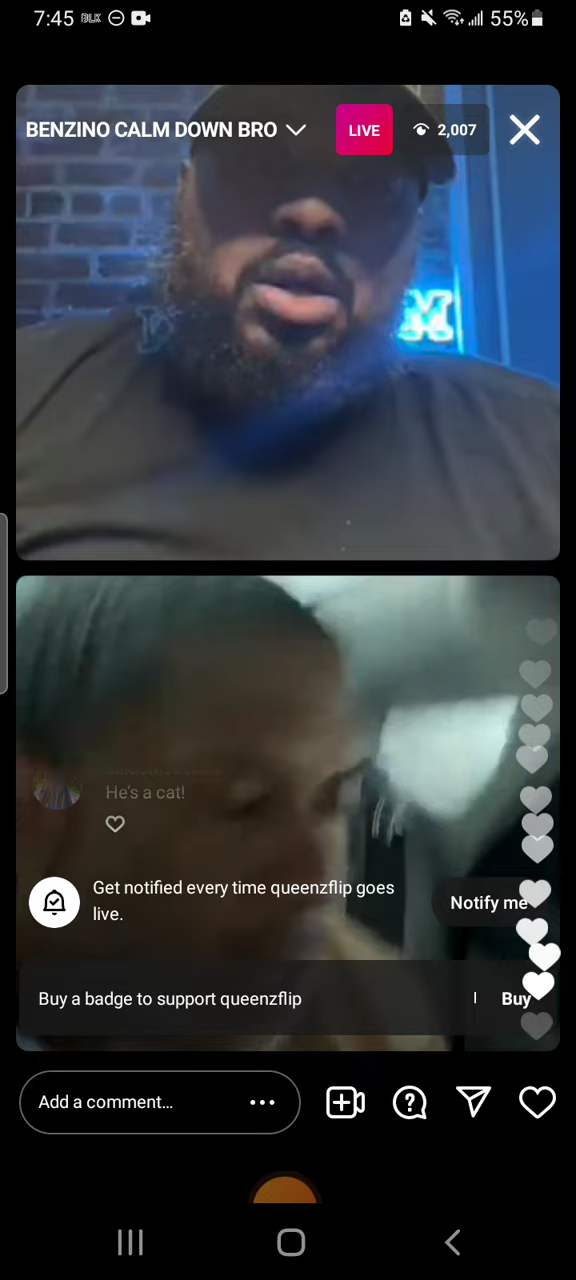 7:45 BLK 55%
BENZINO CALM DOWN BRO LIVE 2,007
M
He's a cat!
Get notified every time queenzflip goes
live.
Notify me
Buy a badge to support queenzflip Buy
Add a comment...